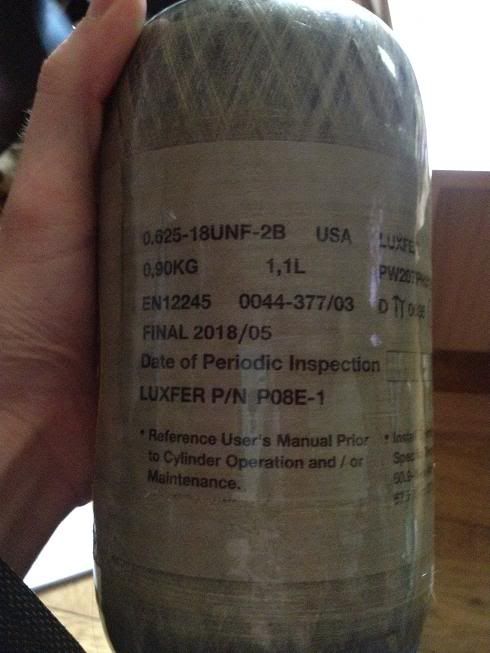 0.625-18UNF-2B USA LUXFE
0,90KG 1,1L
EN12245 0044-377/03 D
FINAL 2018/05
Date of Periodic Inspection
LUXFER P/N P08E-1
* Reference User's Manual Prior
to Cylinder Operation and / or
Maintenance.